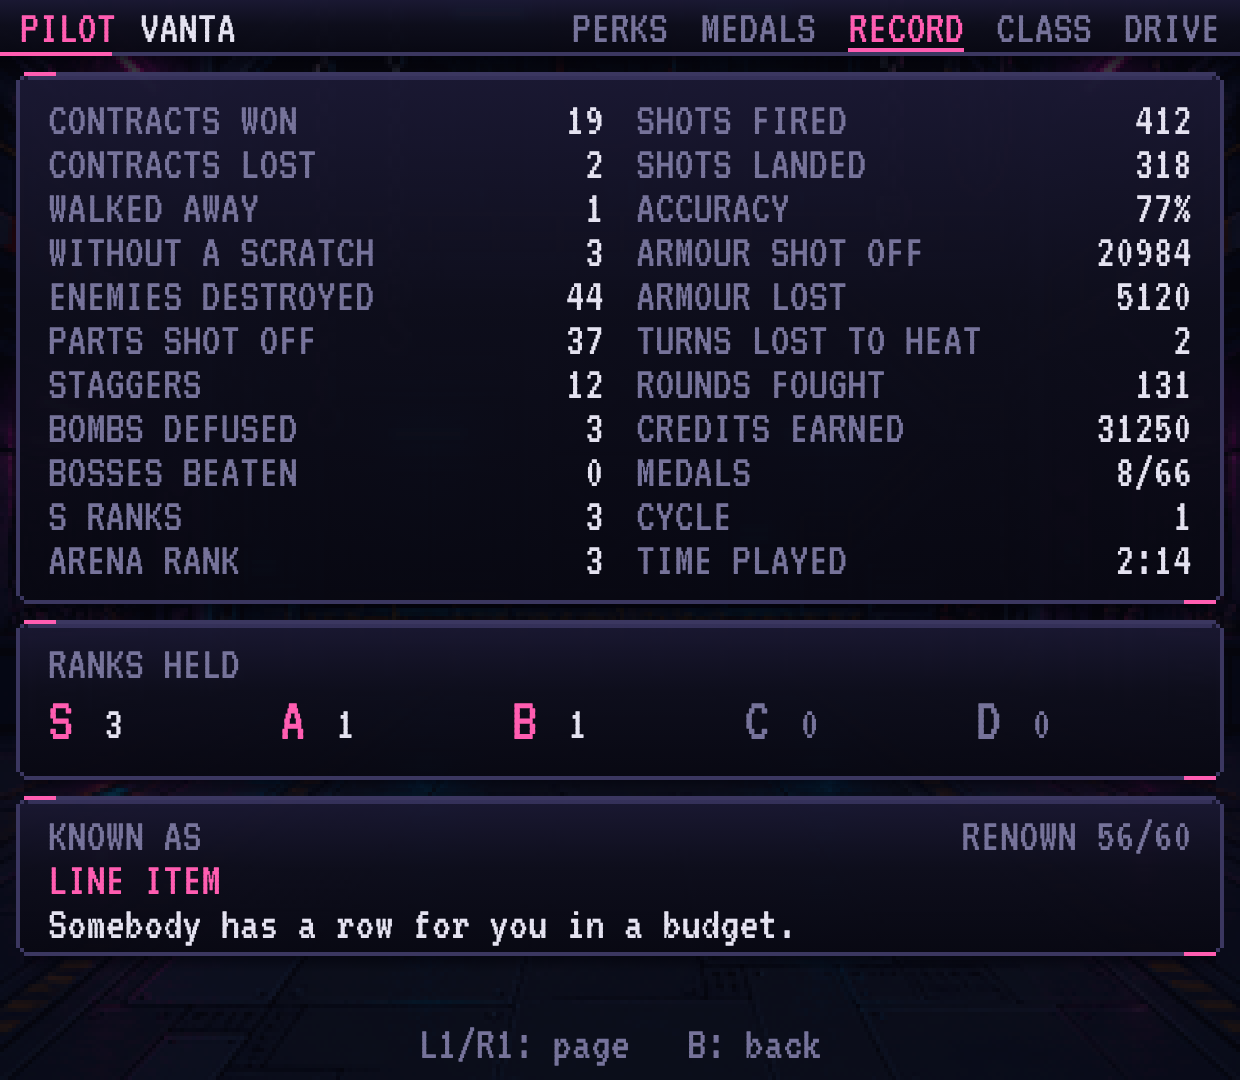 PILOT VANTA PERKS MEDALS RECORD CLASS DRIVE
CONTRACTS WON 19 SHOTS FIRED 412
CONTRACTS LOST 2 SHOTS LANDED 318
WALKED AWAY 1 ACCURACY 77%
WITHOUT A SCRATCH 3 ARMOUR SHOT OFF 20984
ENEMIES DESTROYED 44 ARMOUR LOST 5120
PARTS SHOT OFF 37 TURNS LOST TO HEAT 2
STAGGERS 12 ROUNDS FOUGHT 131
BOMBS DEFUSED 3 CREDITS EARNED 31250
BOSSES BEATEN 0 MEDALS 8/66
S RANKS 3 CYCLE 1
ARENA RANK 3 TIME PLAYED 2:14
RANKS HELD
S 3 A 1 B 1 C 0 D 0
KNOWN AS RENOWN 56/60
LINE ITEM
Somebody has a row for you in a budget.
L1/R1: page B: back